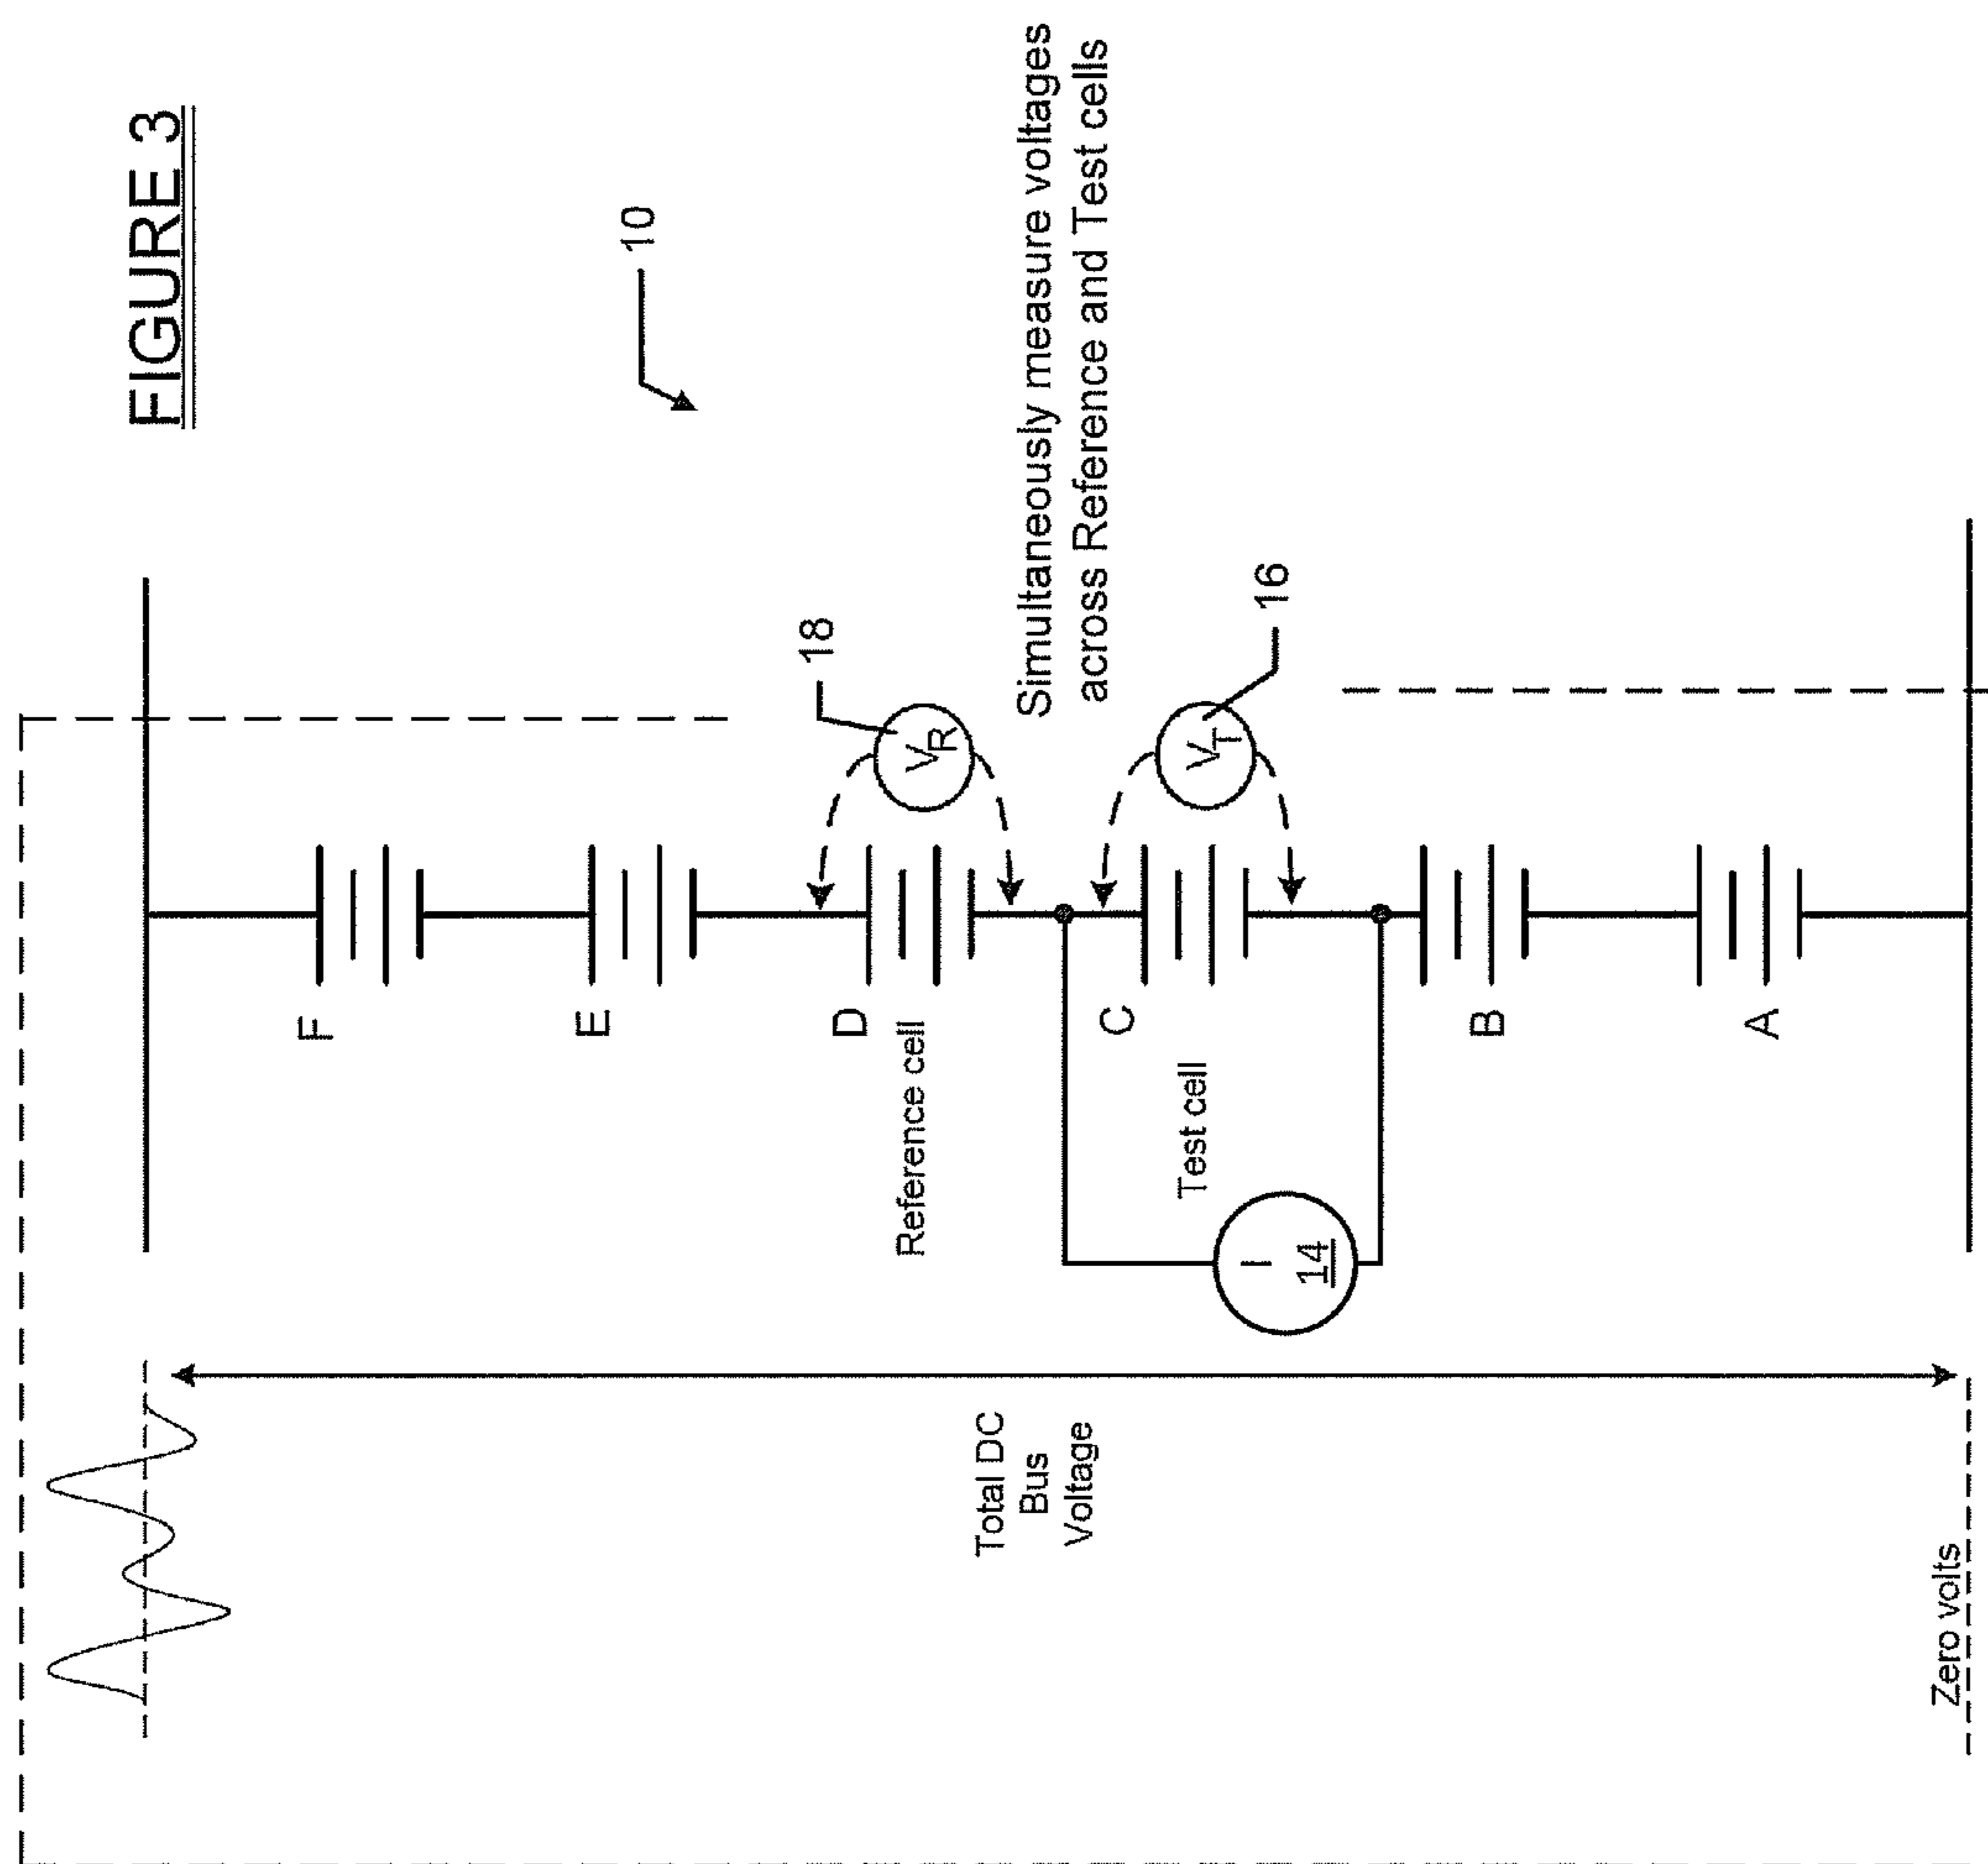 FIGURE 3
10
Simultaneously measure voltages
across Reference and Test cells
18
VR
16
VT
F
E
D
Reference cell
C
Test cell
B
A
I
14
Total DC
Bus
Voltage
Zero volts